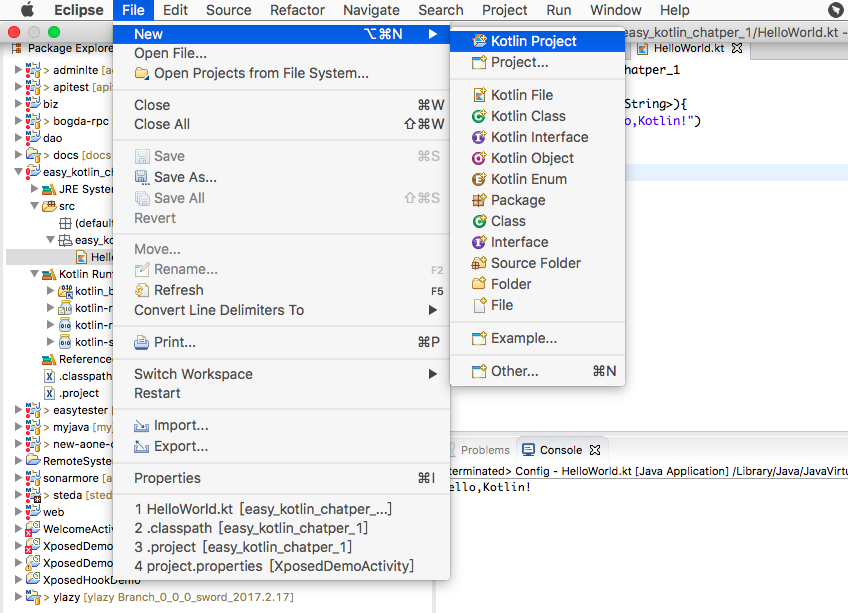 Eclipse File Edit Source Refactor Navigate Search Project Run Window Help
easy_kotlin_chatper_1/HelloWorld.kt -
Package Explore
> adminlte [a
> apitest [apit
biz
> bogda-rpc
dao
> docs [docs
easy_kotlin_ch
JRE System
src
(default
easy_ko
Hello
Kotlin Runt
kotlin_b
kotlin-r
kotlin-r
kotlin-s
Referenced
.classpath
.project
> easytester
> myjava [my
> new-aone-c
RemoteSyste
sonarmore [a
> steda [sted
web
WelcomeActiv
XposedDemo
XposedDemo
XposedHookDemo
> ylazy [ylazy Branch_0_0_0_sword_2017.2.17]
New ⌥⌘N
Open File...
Open Projects from File System...
Close ⌘W
Close All ⇧⌘W
Save ⌘S
Save As...
Save All ⇧⌘S
Revert
Move...
Rename... F2
Refresh F5
Convert Line Delimiters To
Print... ⌘P
Switch Workspace
Restart
Import...
Export...
Properties ⌘I
1 HelloWorld.kt [easy_kotlin_chatper_...]
2 .classpath [easy_kotlin_chatper_1]
3 .project [easy_kotlin_chatper_1]
4 project.properties [XposedDemoActivity]
Kotlin Project
Project...
Kotlin File
Kotlin Class
Kotlin Interface
Kotlin Object
Kotlin Enum
Package
Class
Interface
Source Folder
Folder
File
Example...
Other... ⌘N
HelloWorld.kt
hatper_1
String>){
o,Kotlin!")
Problems Console
terminated> Config - HelloWorld.kt [Java Application] /Library/Java/JavaVirtu
ello,Kotlin!